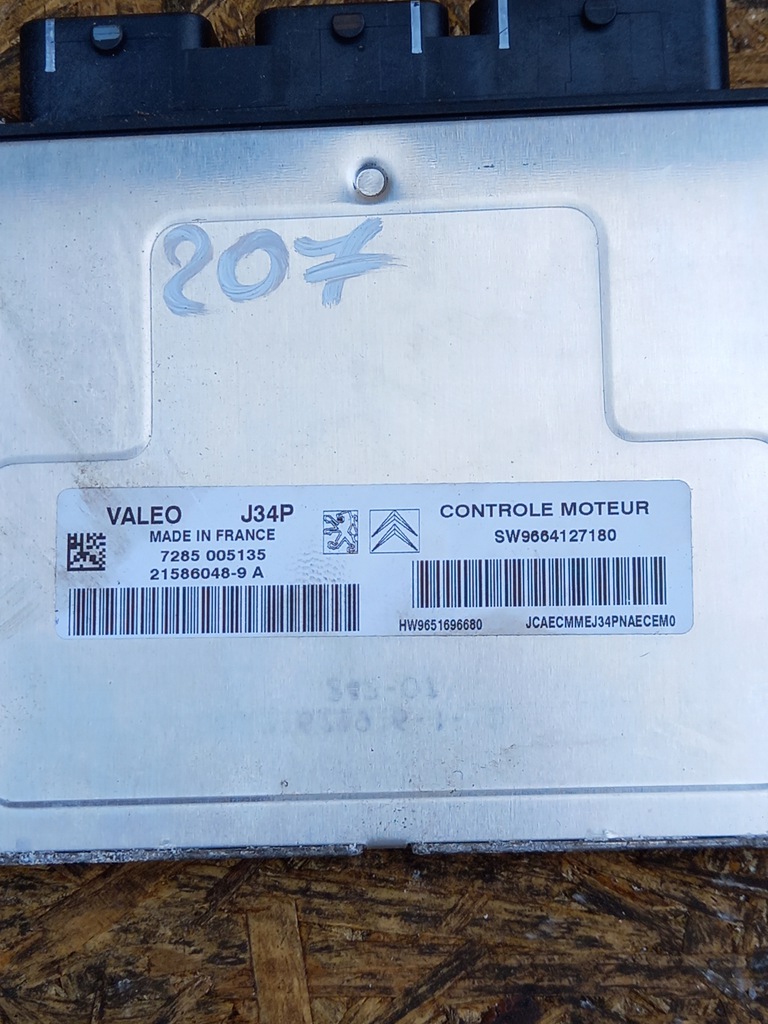 207
VALEO J34P
MADE IN FRANCE
7285 005135
21586048-9 A
CONTROLE MOTEUR
SW9664127180
HW9651696680 JCAECMMEJ34PNAECEM0